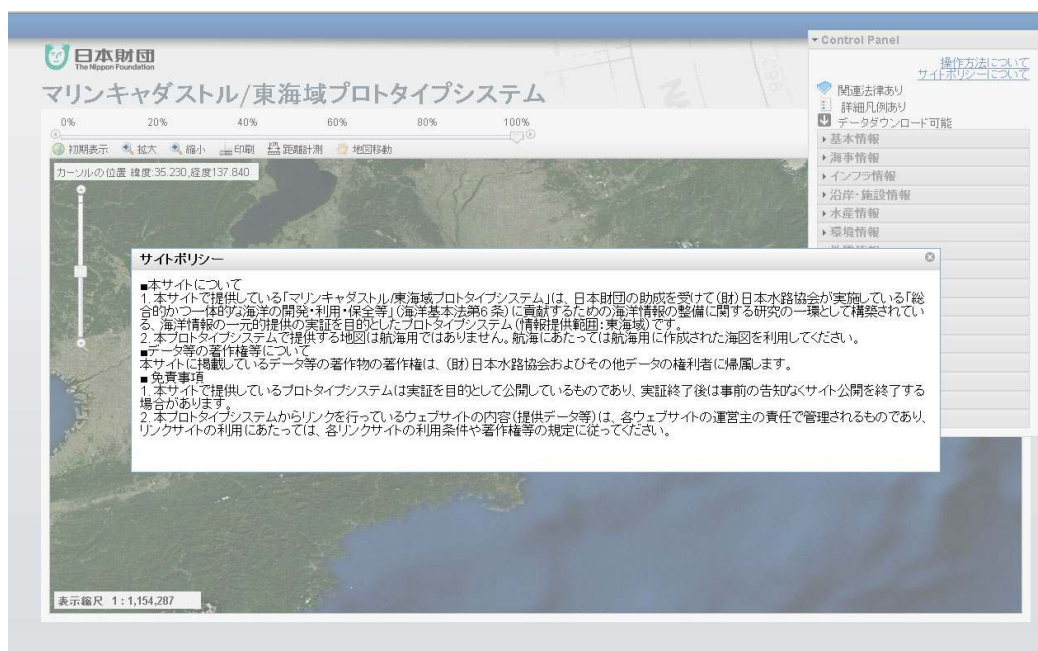 日本財団
The Nippon Foundation
マリンキャダストル/東海域プロトタイプシステム
0% 20% 40% 60% 80% 100%
初期表示 拡大 縮小 印刷 距離計測 地図移動
カーソルの位置 緯度:35.230,経度137.840
Control Panel
操作方法について
サイトポリシーについて
関連法律あり
詳細凡例あり
データダウンロード可能
基本情報
海事情報
インフラ情報
沿岸・施設情報
水産情報
環境情報
サイトポリシー
■本サイトについて
1. 本サイトで提供している「マリンキャダストル/東海域プロトタイプシステム」は、日本財団の助成を受けて(財)日本水路協会が実施している「総
合的かつ一体的な海洋の開発・利用・保全等」(海洋基本法第6条)に貢献するための海洋情報の整備に関する研究の一環として構築されてい
る、海洋情報の一元的提供の実証を目的としたプロトタイプシステム(情報提供範囲:東海域)です。
2. 本プロトタイプシステムで提供する地図は航海用ではありません。航海にあたっては航海用に作成された海図を利用してください。
■データ等の著作権等について
本サイトに掲載しているデータ等の著作物の著作権は、(財)日本水路協会およびその他データの権利者に帰属します。
■免責事項
1. 本サイトで提供しているプロトタイプシステムは実証を目的として公開しているものであり、実証終了後は事前の告知なくサイト公開を終了する
場合があります。
2. 本プロトタイプシステムからリンクを行っているウェブサイトの内容(提供データ等)は、各ウェブサイトの運営主の責任で管理されるものであり、
リンクサイトの利用にあたっては、各リンクサイトの利用条件や著作権等の規定に従ってください。
表示縮尺 1:1,154,287